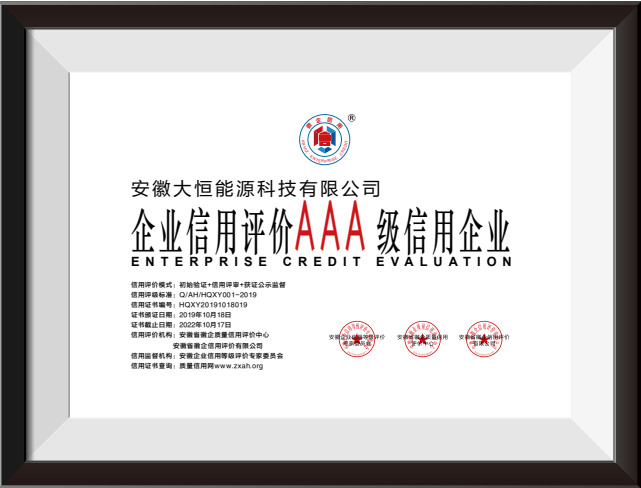 徽企信用
®
安徽大恒能源科技有限公司
企业信用评价AAA级信用企业
ENTERPRISE CREDIT EVALUATION
信用评价模式：初始验证+信用评审+获证公示监督
信用评级标准：Q/AH/HQXY001-2019
信用证书编号：HQXY20191018019
证书颁证日期：2019年10月18日
证书截止日期：2022年10月17日
信用评价机构：安徽省徽企质量信用评价中心
安徽省徽企信用评价有限公司
信用监督机构：安徽企业信用等级评价专家委员会
信用证书查询：质量信用网www.zxah.org